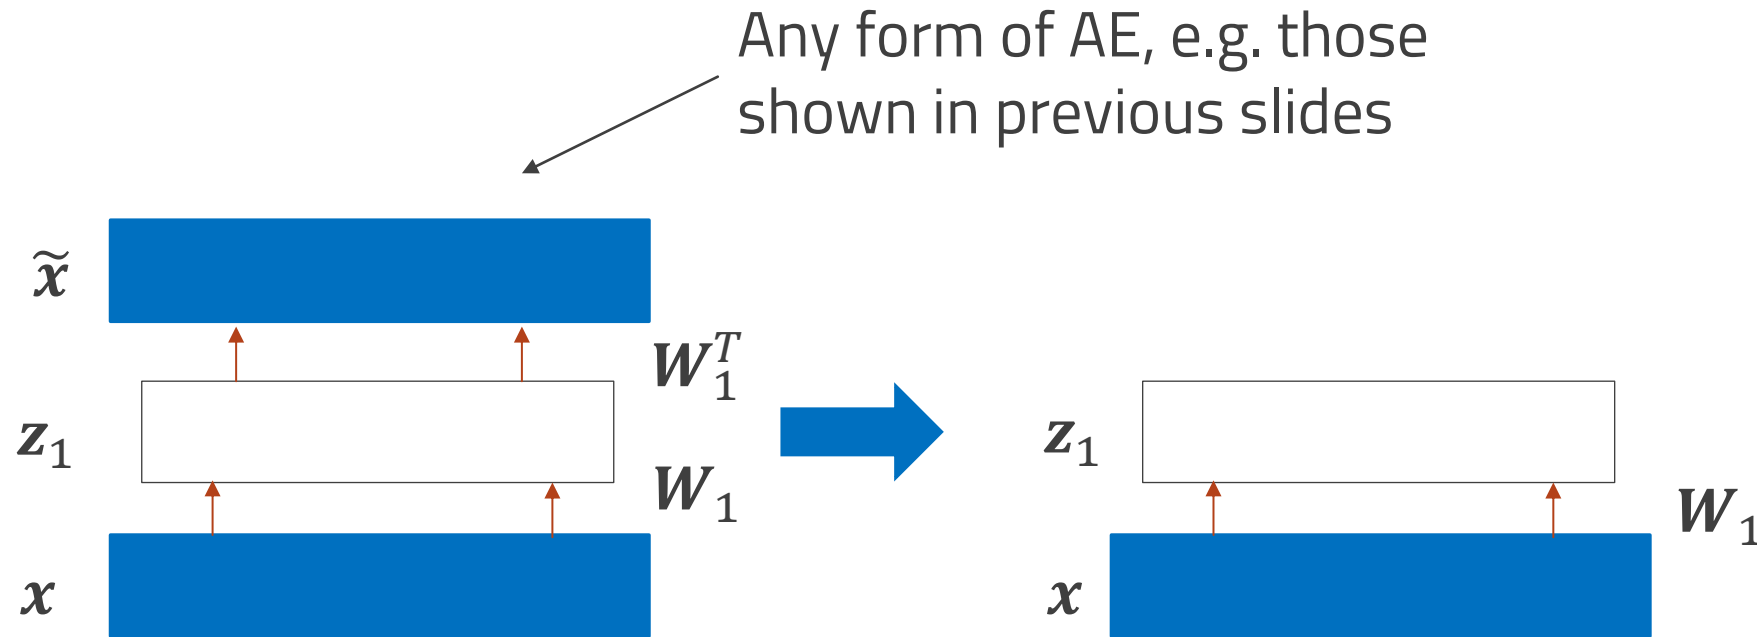 Any form of AE, e.g. those
shown in previous slides
x̃
W₁ᵀ
z₁
W₁
x
z₁
W₁
x